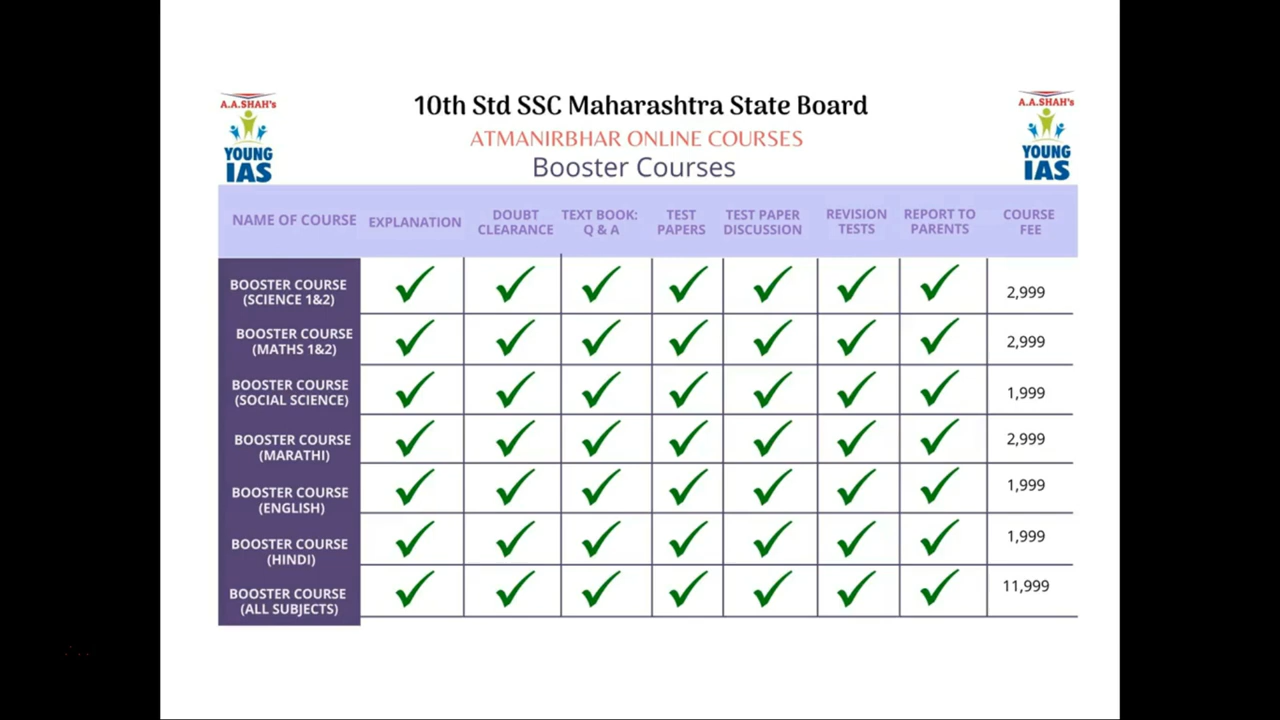 A.A.SHAH's
YOUNG
IAS
10th Std SSC Maharashtra State Board
ATMANIRBHAR ONLINE COURSES
Booster Courses
A.A.SHAH's
YOUNG
IAS
NAME OF COURSE EXPLANATION DOUBT CLEARANCE TEXT BOOK: Q & A TEST PAPERS TEST PAPER DISCUSSION REVISION TESTS REPORT TO PARENTS COURSE FEE
BOOSTER COURSE
(SCIENCE 1&2)
2,999
BOOSTER COURSE
(MATHS 1&2)
2,999
BOOSTER COURSE
(SOCIAL SCIENCE)
1,999
BOOSTER COURSE
(MARATHI)
2,999
BOOSTER COURSE
(ENGLISH)
1,999
BOOSTER COURSE
(HINDI)
1,999
BOOSTER COURSE
(ALL SUBJECTS)
11,999